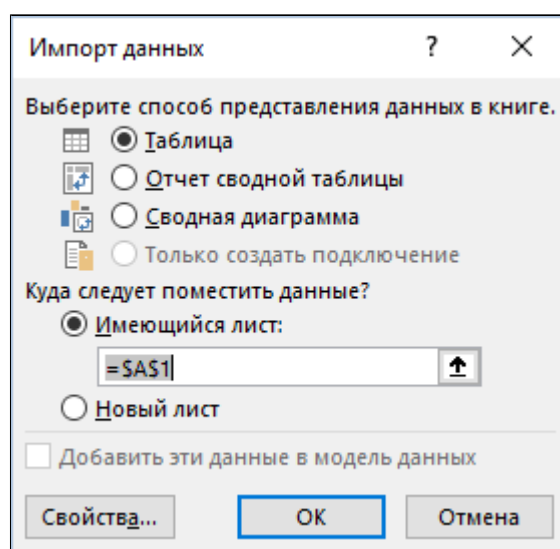 Импорт данных ?
Выберите способ представления данных в книге.
Таблица
Отчет сводной таблицы
Сводная диаграмма
Только создать подключение
Куда следует поместить данные?
Имеющийся лист:
=$A$1
Новый лист
Добавить эти данные в модель данных
Свойства... ОК Отмена